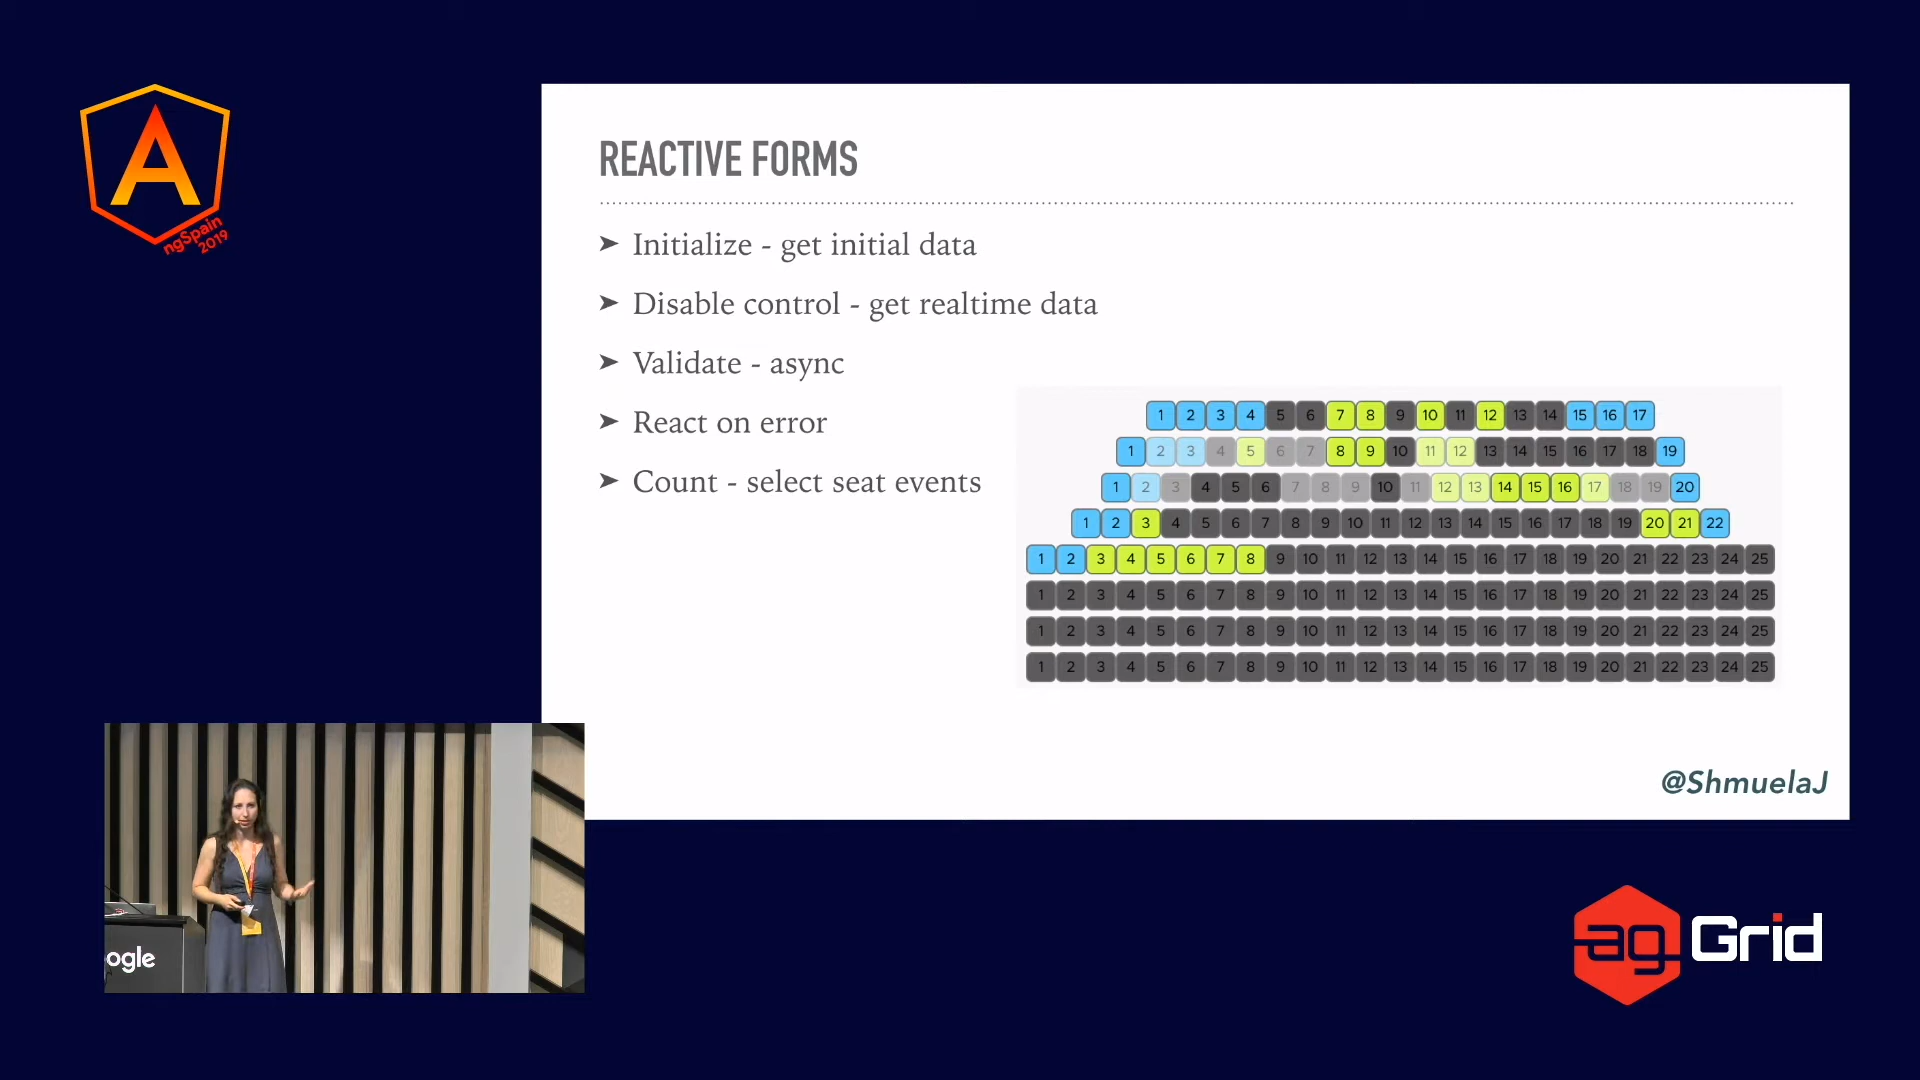 ngSpain
2019
REACTIVE FORMS
➤ Initialize - get initial data
➤ Disable control - get realtime data
➤ Validate - async
➤ React on error
➤ Count - select seat events
1 2 3 4 5 6 7 8 9 10 11 12 13 14 15 16 17
1 2 3 4 5 6 7 8 9 10 11 12 13 14 15 16 17 18 19
1 2 3 4 5 6 7 8 9 10 11 12 13 14 15 16 17 18 19 20
1 2 3 4 5 6 7 8 9 10 11 12 13 14 15 16 17 18 19 20 21 22
1 2 3 4 5 6 7 8 9 10 11 12 13 14 15 16 17 18 19 20 21 22 23 24 25
1 2 3 4 5 6 7 8 9 10 11 12 13 14 15 16 17 18 19 20 21 22 23 24 25
1 2 3 4 5 6 7 8 9 10 11 12 13 14 15 16 17 18 19 20 21 22 23 24 25
1 2 3 4 5 6 7 8 9 10 11 12 13 14 15 16 17 18 19 20 21 22 23 24 25
@ShmuelaJ
ogle
ag Grid